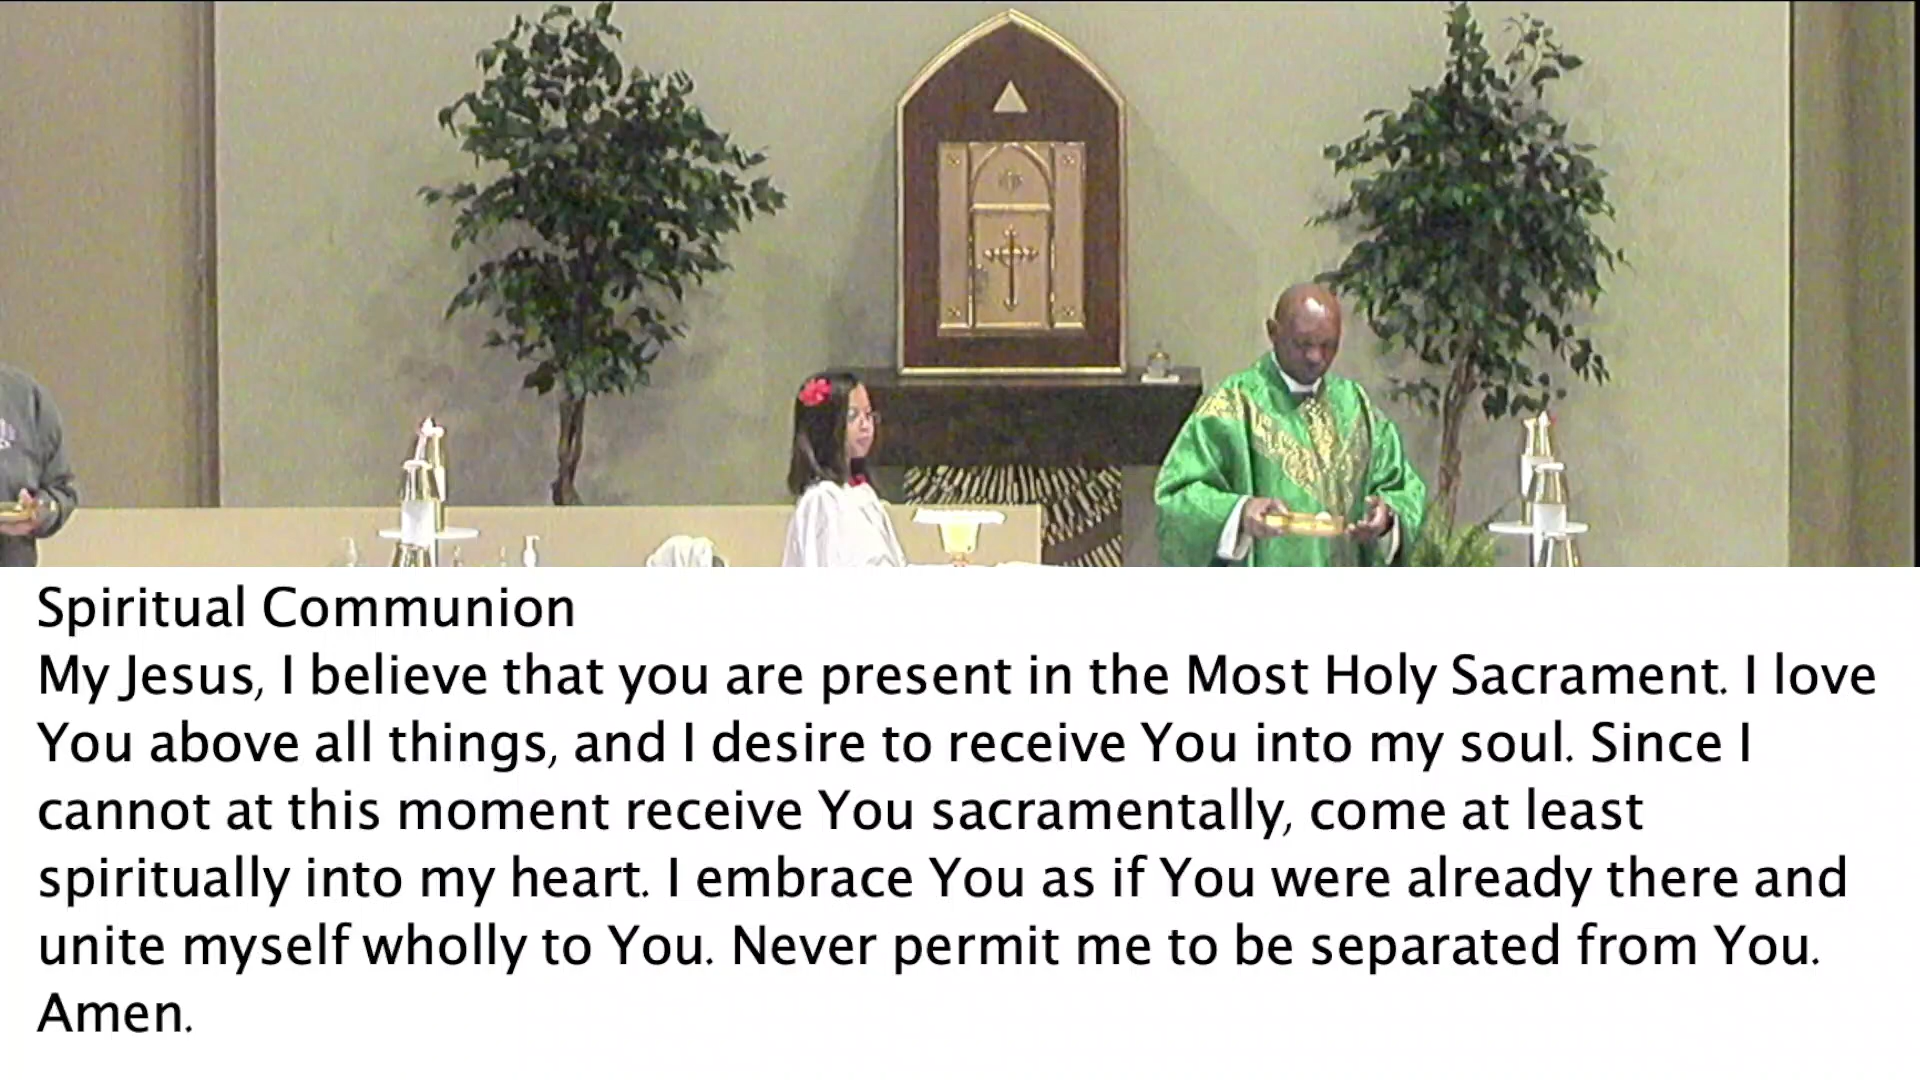 Spiritual Communion
My Jesus, I believe that you are present in the Most Holy Sacrament. I love
You above all things, and I desire to receive You into my soul. Since I
cannot at this moment receive You sacramentally, come at least
spiritually into my heart. I embrace You as if You were already there and
unite myself wholly to You. Never permit me to be separated from You.
Amen.